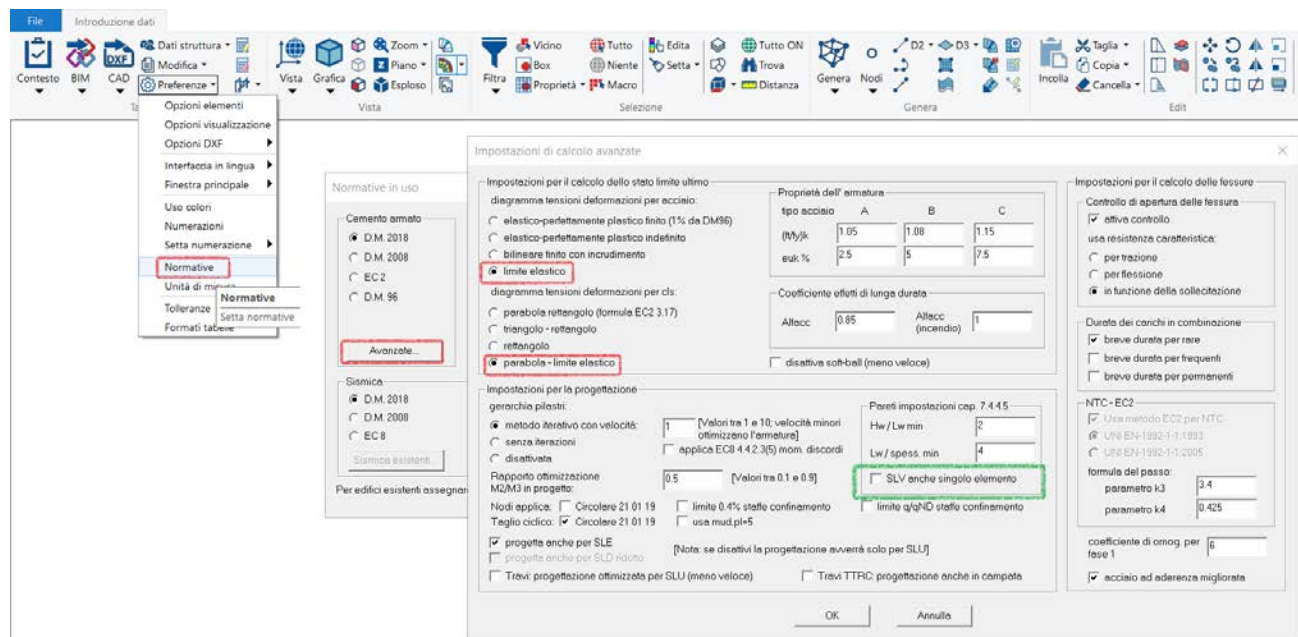 File Introduzione dati
Contesto BIM CAD DXF Dati struttura Modifica Preferenze
Vista Grafica Zoom Piano Esploso
Filtra Vicino Box Proprietà Tutto Niente Macro Edita Setta Tutto ON Trova Distanza
Genera Nodi D2 D3
Incolla Taglia Copia Cancella
Vista Selezione Genera Edit
Opzioni elementi
Opzioni visualizzazione
Opzioni DXF
Interfaccia in lingua
Finestra principale
Uso colori
Numerazioni
Setta numerazione
Normative
Unità di misura
Tolleranze
Formati tabelle
Normative
Setta normative
Normative in uso
Cemento armato
D.M. 2018
D.M. 2008
EC 2
D.M. 96
Avanzate...
Sismica
D.M. 2018
D.M. 2008
EC 8
Sismica esistenti...
Per edifici esistenti assegnar
Impostazioni di calcolo avanzate
Impostazioni per il calcolo dello stato limite ultimo
diagramma tensioni deformazioni per acciaio:
elastico-perfettamente plastico finito (1% da DM96)
elastico-perfettamente plastico indefinito
bilineare finito con incrudimento
limite elastico
diagramma tensioni deformazioni per cls:
parabola rettangolo (formula EC2 3.17)
triangolo - rettangolo
rettangolo
parabola - limite elastico
Proprietà dell' armatura
tipo acciaio A B C
(ft/fy)k 1.05 1.08 1.15
euk % 2.5 5 7.5
Coefficiente effetti di lunga durata
Alfacc 0.85 Alfacc (incendio) 1
disattiva soft-ball (meno veloce)
Impostazioni per la progettazione
gerarchia pilastri:
metodo iterativo con velocità: 1 [Valori tra 1 e 10; velocità minori
ottimizzano l'armatura]
senza iterazioni
applica EC8 4.4.2.3(5) mom. discordi
disattivata
Rapporto ottimizzazione
M2/M3 in progetto: 0.5 [Valori tra 0.1 e 0.9]
Nodi applica: Circolare 21 01 19 limite 0.4% staffe confinamento limite q/qND staffe confinamento
Taglio ciclico: Circolare 21 01 19 usa mud,pl=5
progetta anche per SLE
progetta anche per SLD ridotto
[Nota: se disattivi la progettazione avverrà solo per SLU]
Travi: progettazione ottimizzata per SLU (meno veloce) Travi TTRC: progettazione anche in campata
Pareti impostazioni cap. 7.4.4.5
Hw / Lw min 2
Lw / spess. min 4
SLV anche singolo elemento
Impostazioni per il calcolo delle fessure
Controllo di apertura delle fessure
attiva controllo
usa resistenza caratteristica:
per trazione
per flessione
in funzione della sollecitazione
Durata dei carichi in combinazione
breve durata per rare
breve durata per frequenti
breve durata per permanenti
NTC - EC2
Usa metodo EC2 per NTC
UNI EN-1992-1-1:1993
UNI EN-1992-1-1:2005
formula del passo:
parametro k3 3.4
parametro k4 0.425
coefficiente di omog. per
fase 1 6
acciaio ad aderenza migliorata
OK Annulla